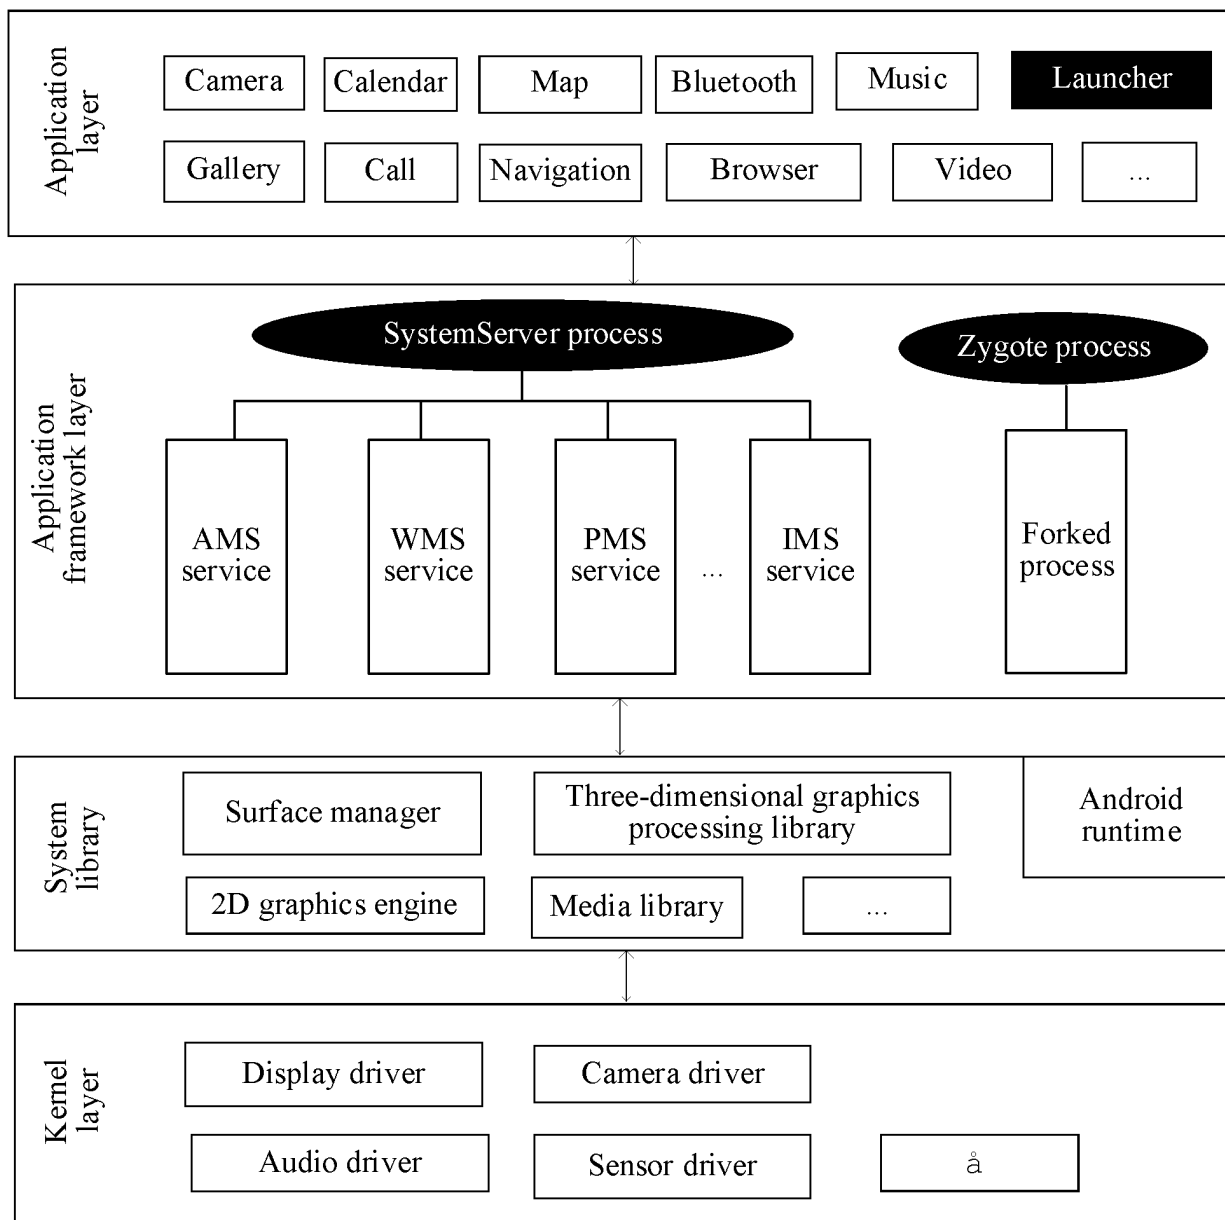 Application
layer
Camera
Calendar
Map
Bluetooth
Music
Launcher
Gallery
Call
Navigation
Browser
Video
...
Application
framework layer
SystemServer process
Zygote process
AMS
service
WMS
service
PMS
service
...
IMS
service
Forked
process
System
library
Surface manager
Three-dimensional graphics
processing library
Android
runtime
2D graphics engine
Media library
...
Kernel
layer
Display driver
Camera driver
Audio driver
Sensor driver
å